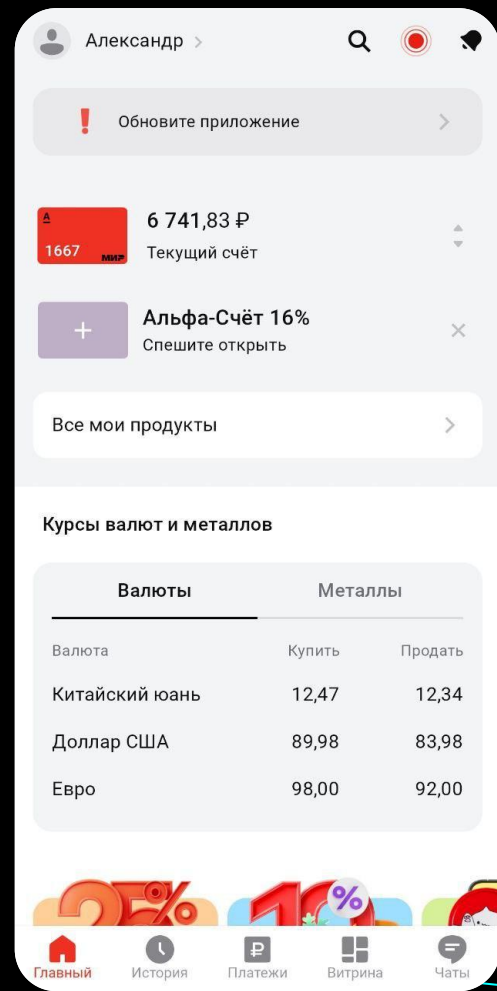 Александр
Обновите приложение
А
1667
МИР
6 741,83 ₽
Текущий счёт
Альфа-Счёт 16%
Спешите открыть
Все мои продукты
Курсы валют и металлов
Валюты Металлы
Валюта Купить Продать
Китайский юань 12,47 12,34
Доллар США 89,98 83,98
Евро 98,00 92,00
25%
10
%
Главный История Платежи Витрина Чаты